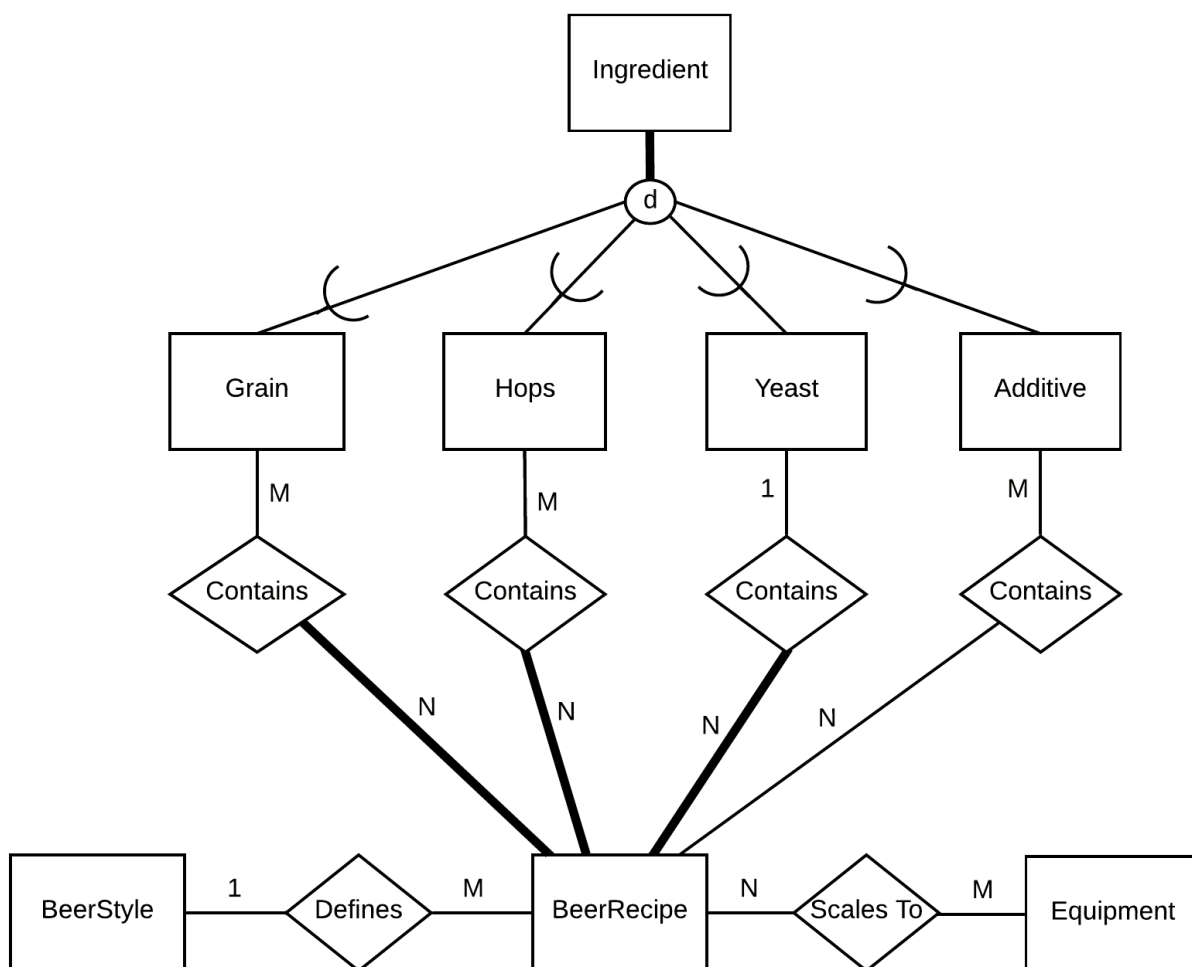 Ingredient
d
Grain
Hops
Yeast
Additive
M
M
1
M
Contains
Contains
Contains
Contains
N
N
N
N
BeerStyle
1
Defines
M
BeerRecipe
N
Scales To
M
Equipment